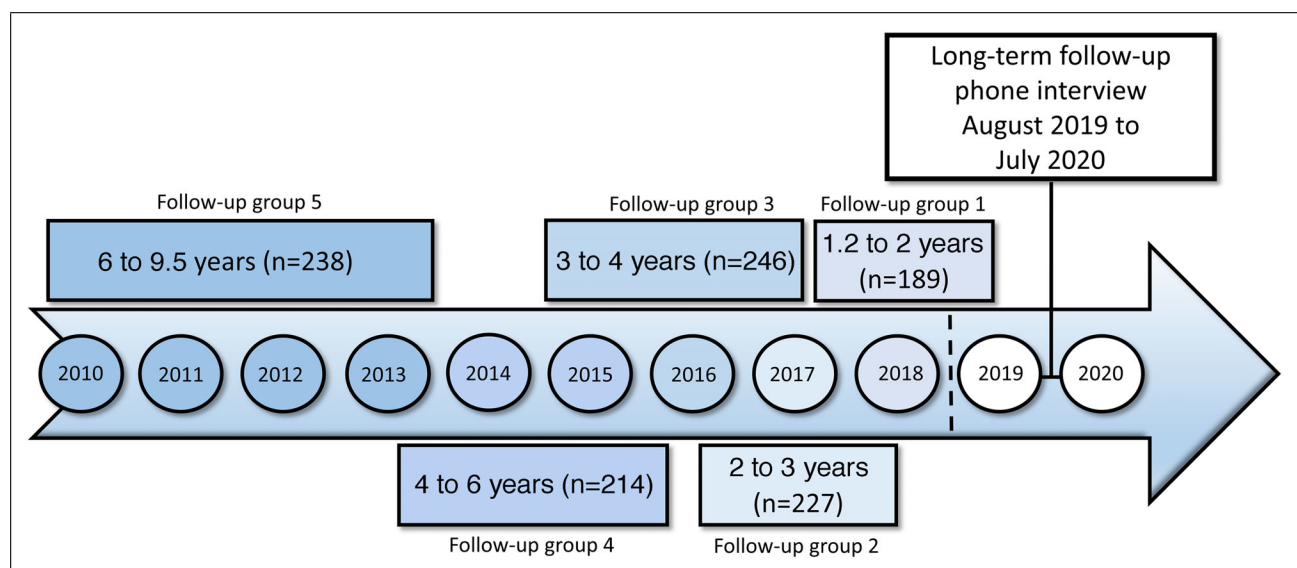 Long-term follow-up
phone interview
August 2019 to
July 2020
Follow-up group 5
Follow-up group 3
Follow-up group 1
6 to 9.5 years (n=238)
3 to 4 years (n=246)
1.2 to 2 years
(n=189)
2010
2011
2012
2013
2014
2015
2016
2017
2018
2019
2020
4 to 6 years (n=214)
2 to 3 years
(n=227)
Follow-up group 4
Follow-up group 2